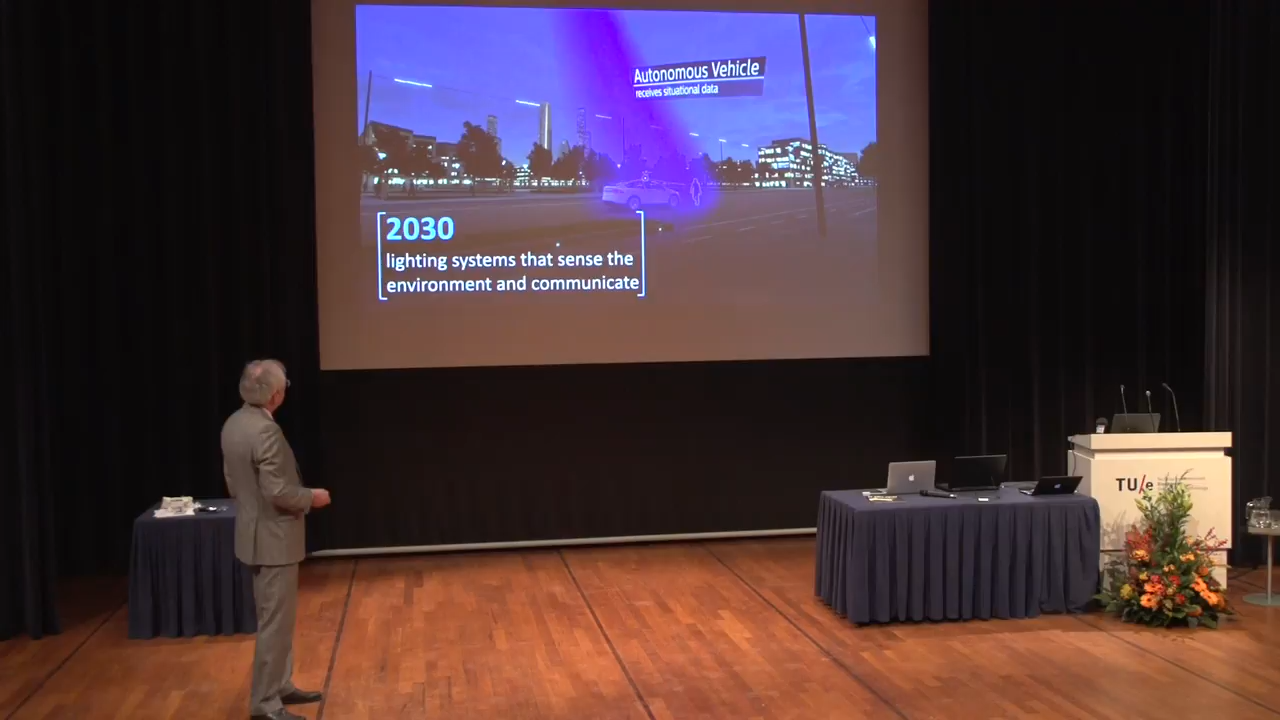 Autonomous Vehicle
receives situational data
2030
lighting systems that sense the
environment and communicate
TU/e